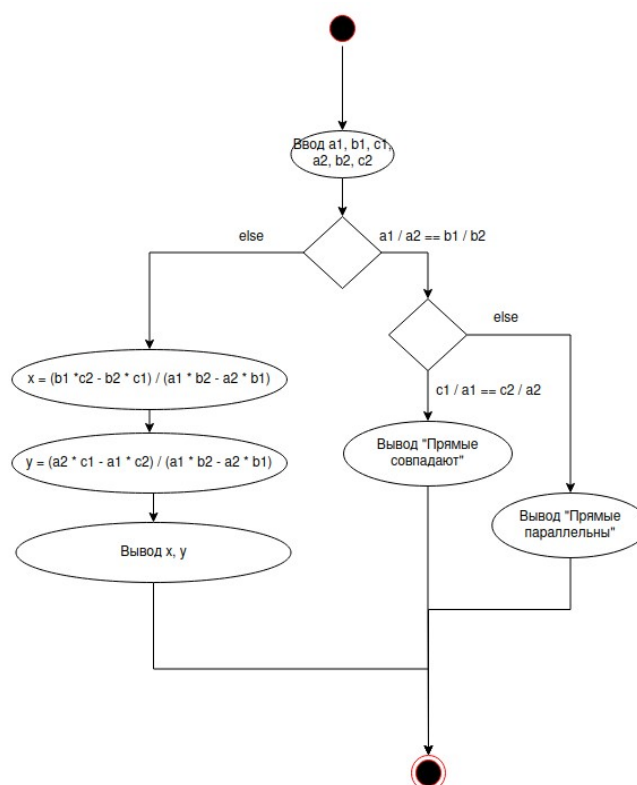 Ввод a1, b1, c1,
a2, b2, c2
else
a1 / a2 == b1 / b2
else
x = (b1 *c2 - b2 * c1) / (a1 * b2 - a2 * b1)
c1 / a1 == c2 / a2
y = (a2 * c1 - a1 * c2) / (a1 * b2 - a2 * b1)
Вывод "Прямые
совпадают"
Вывод "Прямые
параллельны"
Вывод x, y